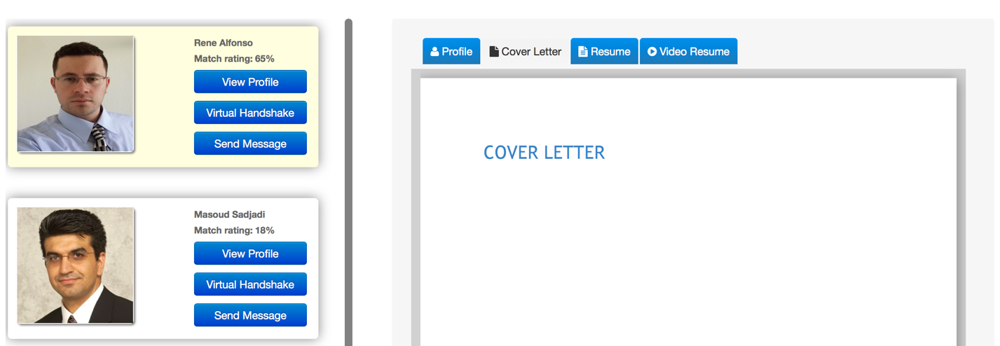 Rene Alfonso
Match rating: 65%
View Profile
Virtual Handshake
Send Message
Masoud Sadjadi
Match rating: 18%
View Profile
Virtual Handshake
Send Message
Profile Cover Letter Resume Video Resume
COVER LETTER